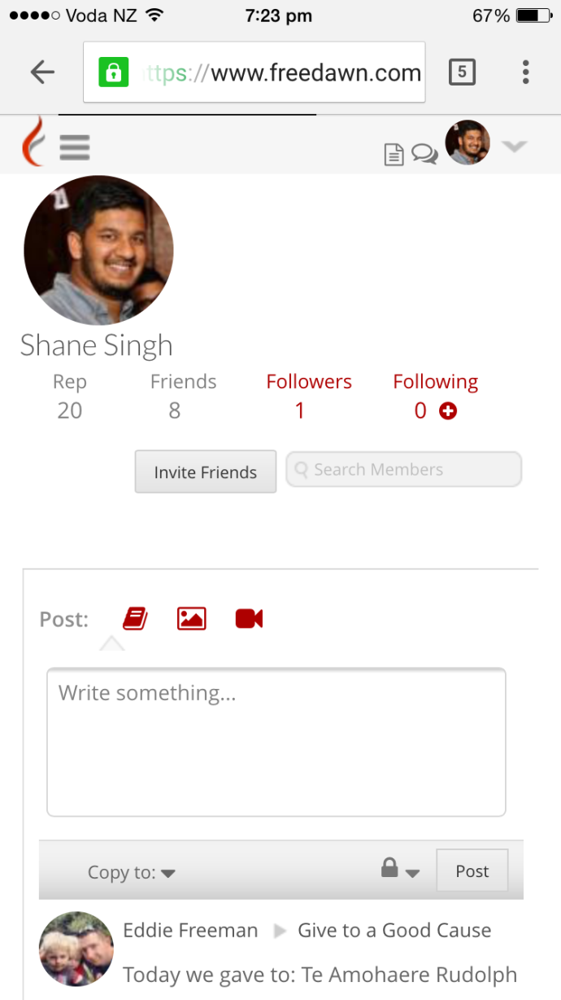 Voda NZ 7:23 pm 67%
ttps://www.freedawn.com 5
Shane Singh
Rep Friends Followers Following
20 8 1 0
Invite Friends Search Members
Post:
Write something...
Copy to: Post
Eddie Freeman Give to a Good Cause
Today we gave to: Te Amohaere Rudolph